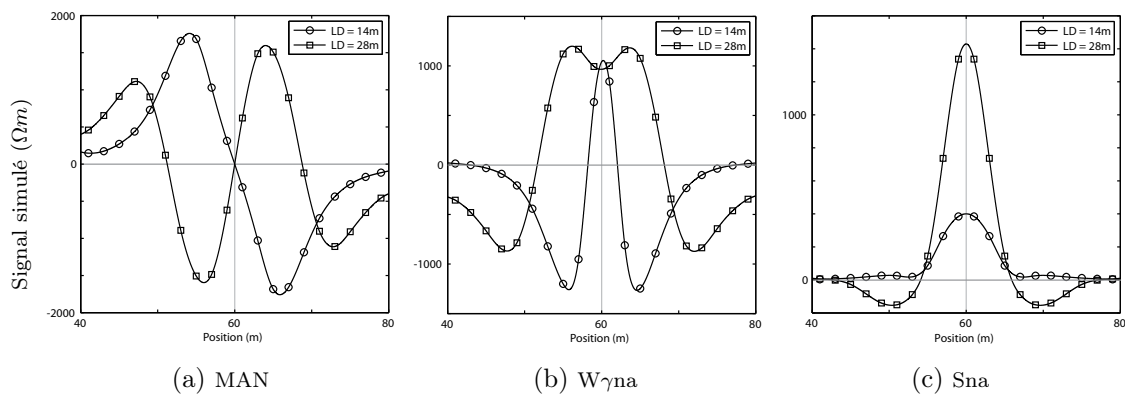 Signal simulé (Ωm)
2000
0
-2000
40
60
80
Position (m)
LD = 14m
LD = 28m
1000
0
-1000
40
60
80
Position (m)
LD = 14m
LD = 28m
1000
0
40
60
80
Position (m)
LD = 14m
LD = 28m
(a) MAN
(b) Wγna
(c) Sna